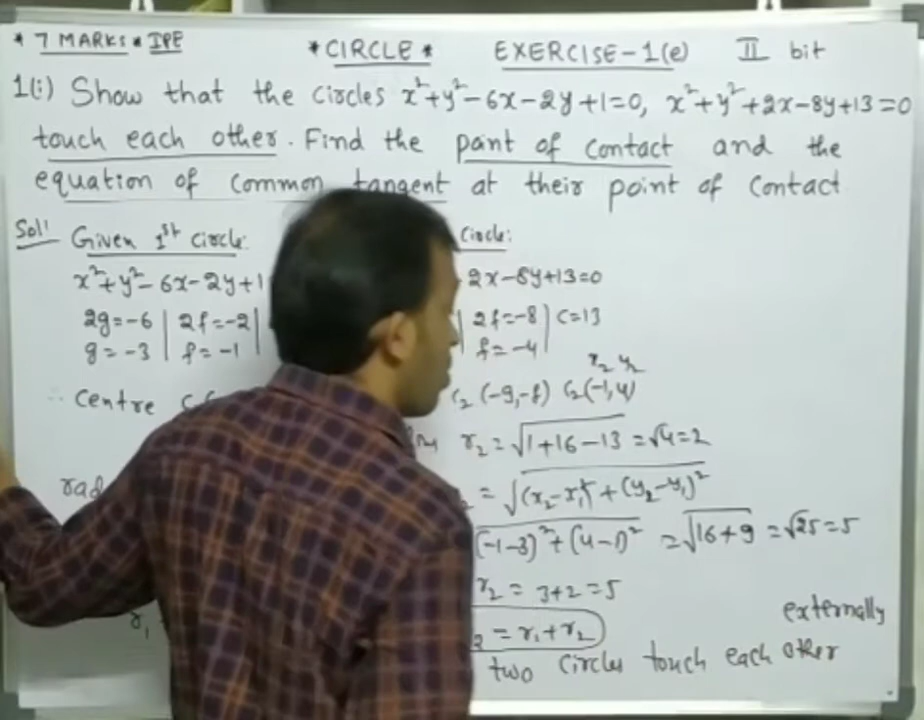 * 7 MARKS * IPE
* CIRCLE *
EXERCISE-1(e) II bit
1(i) Show that the circles x²+y²-6x-2y+1=0, x²+y²+2x-8y+13=0
touch each other. Find the point of contact and the
equation of common tangent at their point of contact
Sol! Given 1st circle:
x²+y²-6x-2y+1
2g=-6 | 2f=-2 |
g=-3 | f=-1 |
∴ Centre
rad
r₁
Circle:
2x-8y+13=0
| 2f=-8 | c=13
f=-4 |
x₂ y₂
C₂(-g,-f) C₂(-1,4)
r₂=√1+16-13 =√4=2
= √(x₂-x₁)²+(y₂-y₁)²
(-1-3)²+(4-1)² =√16+9 =√25=5
r₂ = 3+2=5
= r₁+r₂
externally
two circles touch each other